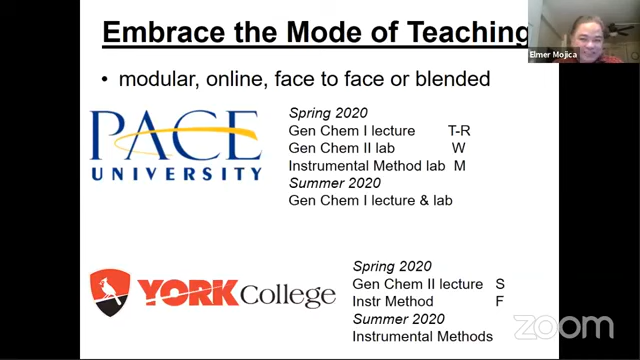 Embrace the Mode of Teaching
Elmer Mojica
• modular, online, face to face or blended
PACE
UNIVERSITY
Spring 2020
Gen Chem I lecture T-R
Gen Chem II lab W
Instrumental Method lab M
Summer 2020
Gen Chem I lecture & lab
YORK College
Spring 2020
Gen Chem II lecture S
Instr Method F
Summer 2020
Instrumental Methods
zoom